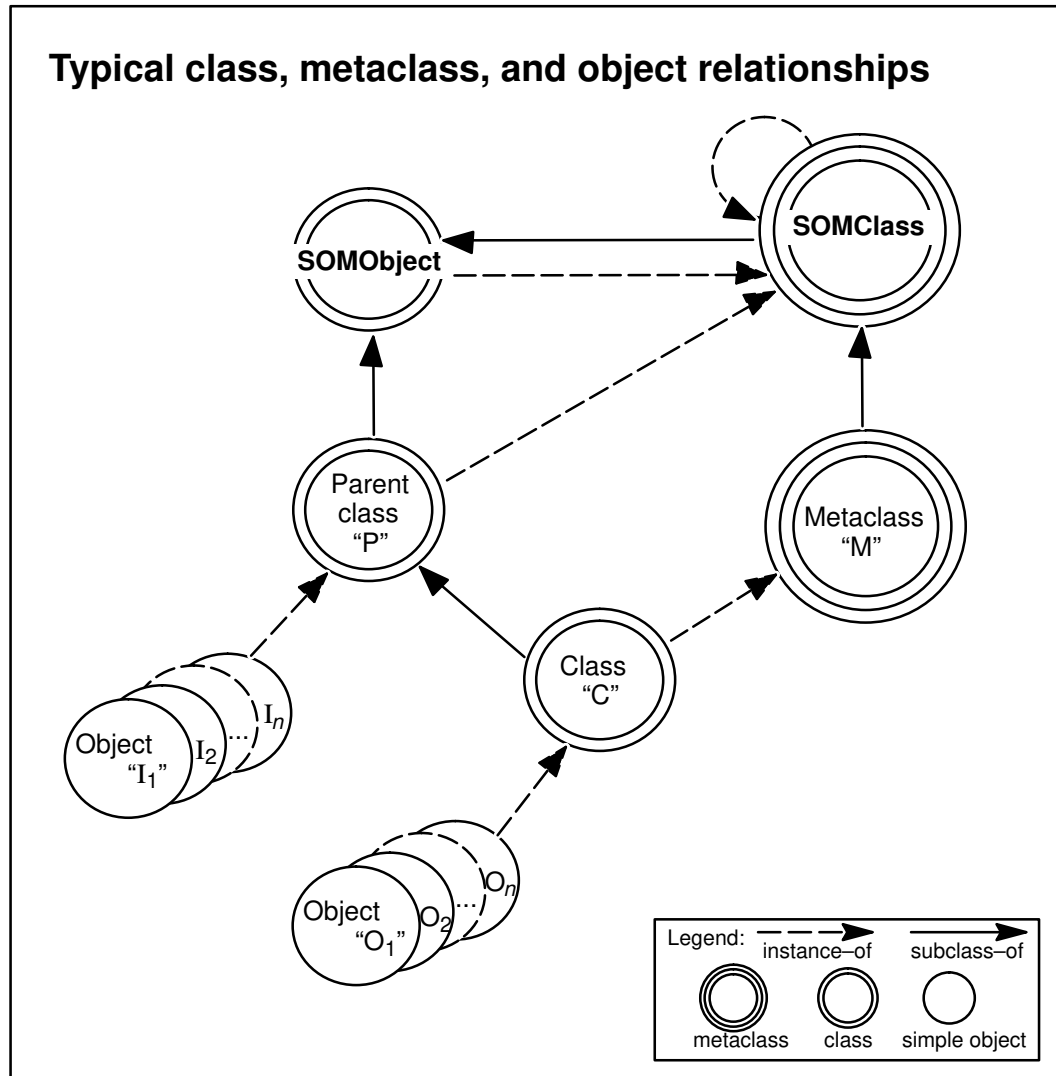 Typical class, metaclass, and object relationships
SOMClass
SOMObject
Parent
class
“P”
Metaclass
“M”
Class
“C”
Object
“I1”
I2
...
In
Object
“O1”
O2
...
On
Legend:
instance–of
subclass–of
metaclass
class
simple object